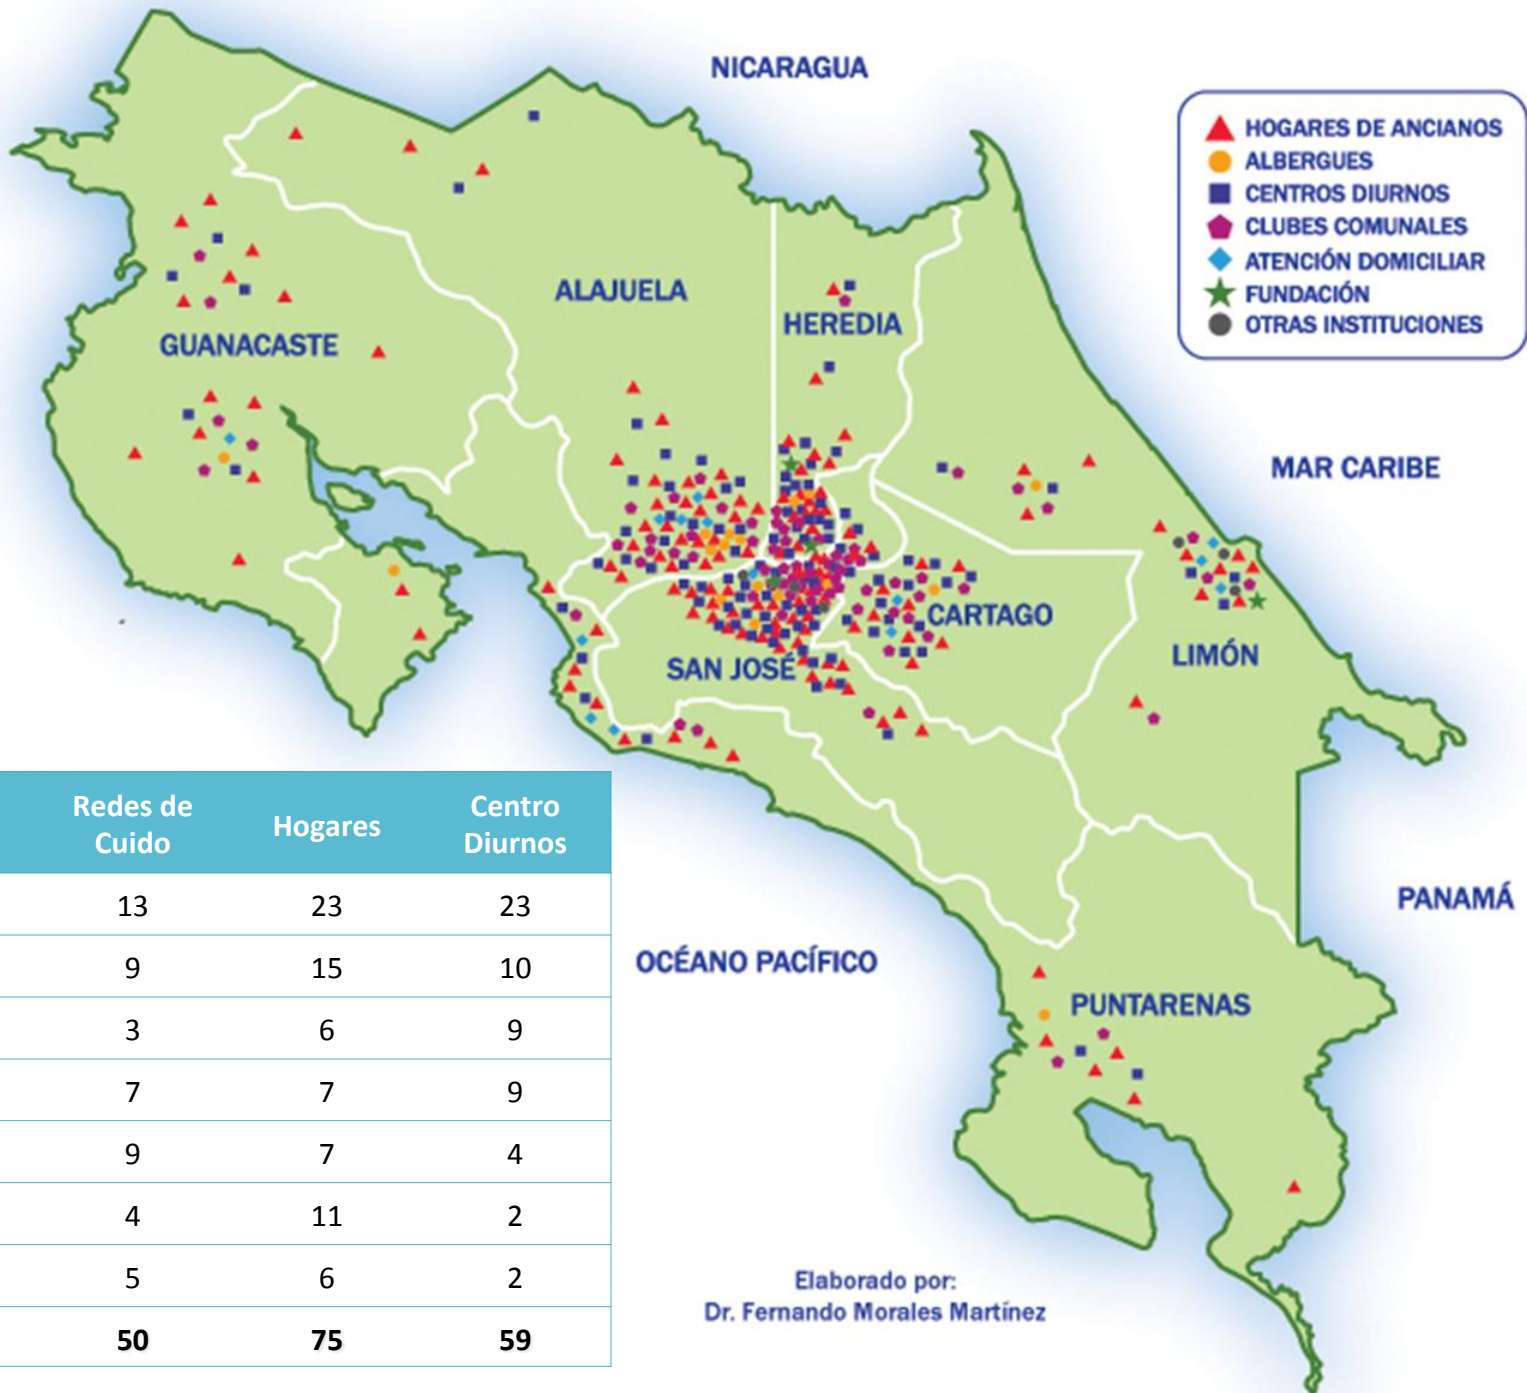 NICARAGUA
HOGARES DE ANCIANOS
ALBERGUES
CENTROS DIURNOS
CLUBES COMUNALES
ATENCIÓN DOMICILIAR
FUNDACIÓN
OTRAS INSTITUCIONES
ALAJUELA
HEREDIA
GUANACASTE
MAR CARIBE
CARTAGO
LIMÓN
SAN JOSÉ
PANAMÁ
OCÉANO PACÍFICO
PUNTARENAS
Redes de
Cuido
Hogares
Centro
Diurnos
13 23 23
9 15 10
3 6 9
7 7 9
9 7 4
4 11 2
5 6 2
50 75 59
Elaborado por:
Dr. Fernando Morales Martínez